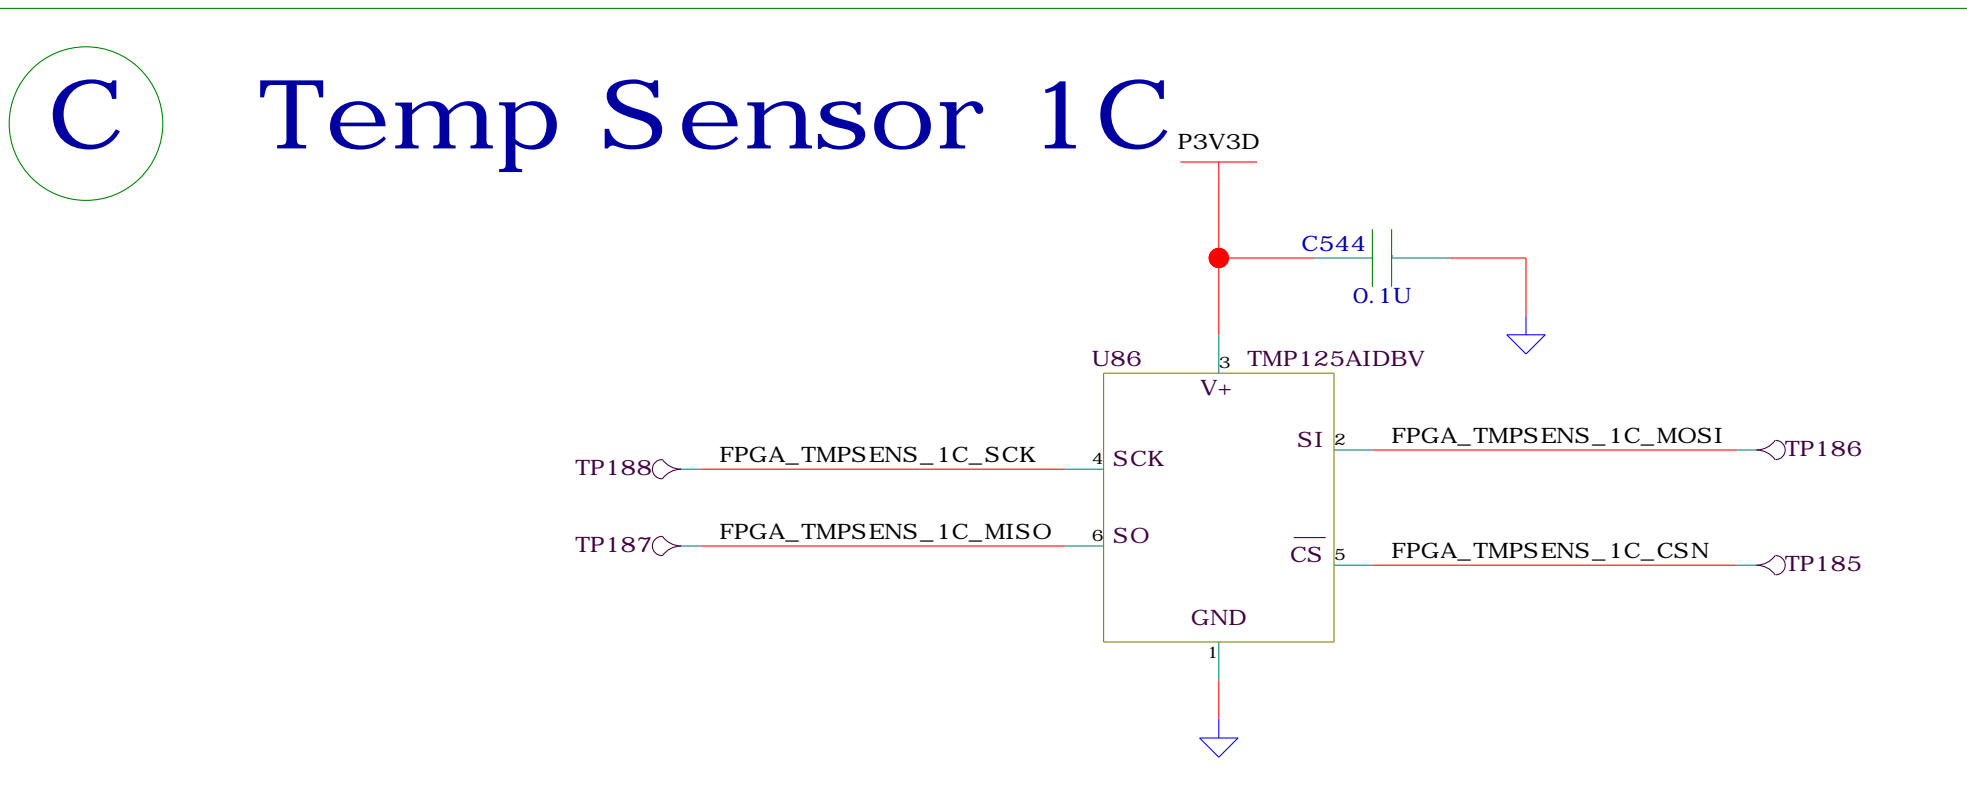 C Temp Sensor 1C
P3V3D
C544
0.1U
U86 3 TMP125AIDBV
V+
FPGA_TMPSENS_1C_SCK
TP188 4 SCK
SI 2 FPGA_TMPSENS_1C_MOSI TP186
FPGA_TMPSENS_1C_MISO
TP187 6 SO
CS 5 FPGA_TMPSENS_1C_CSN TP185
GND
1